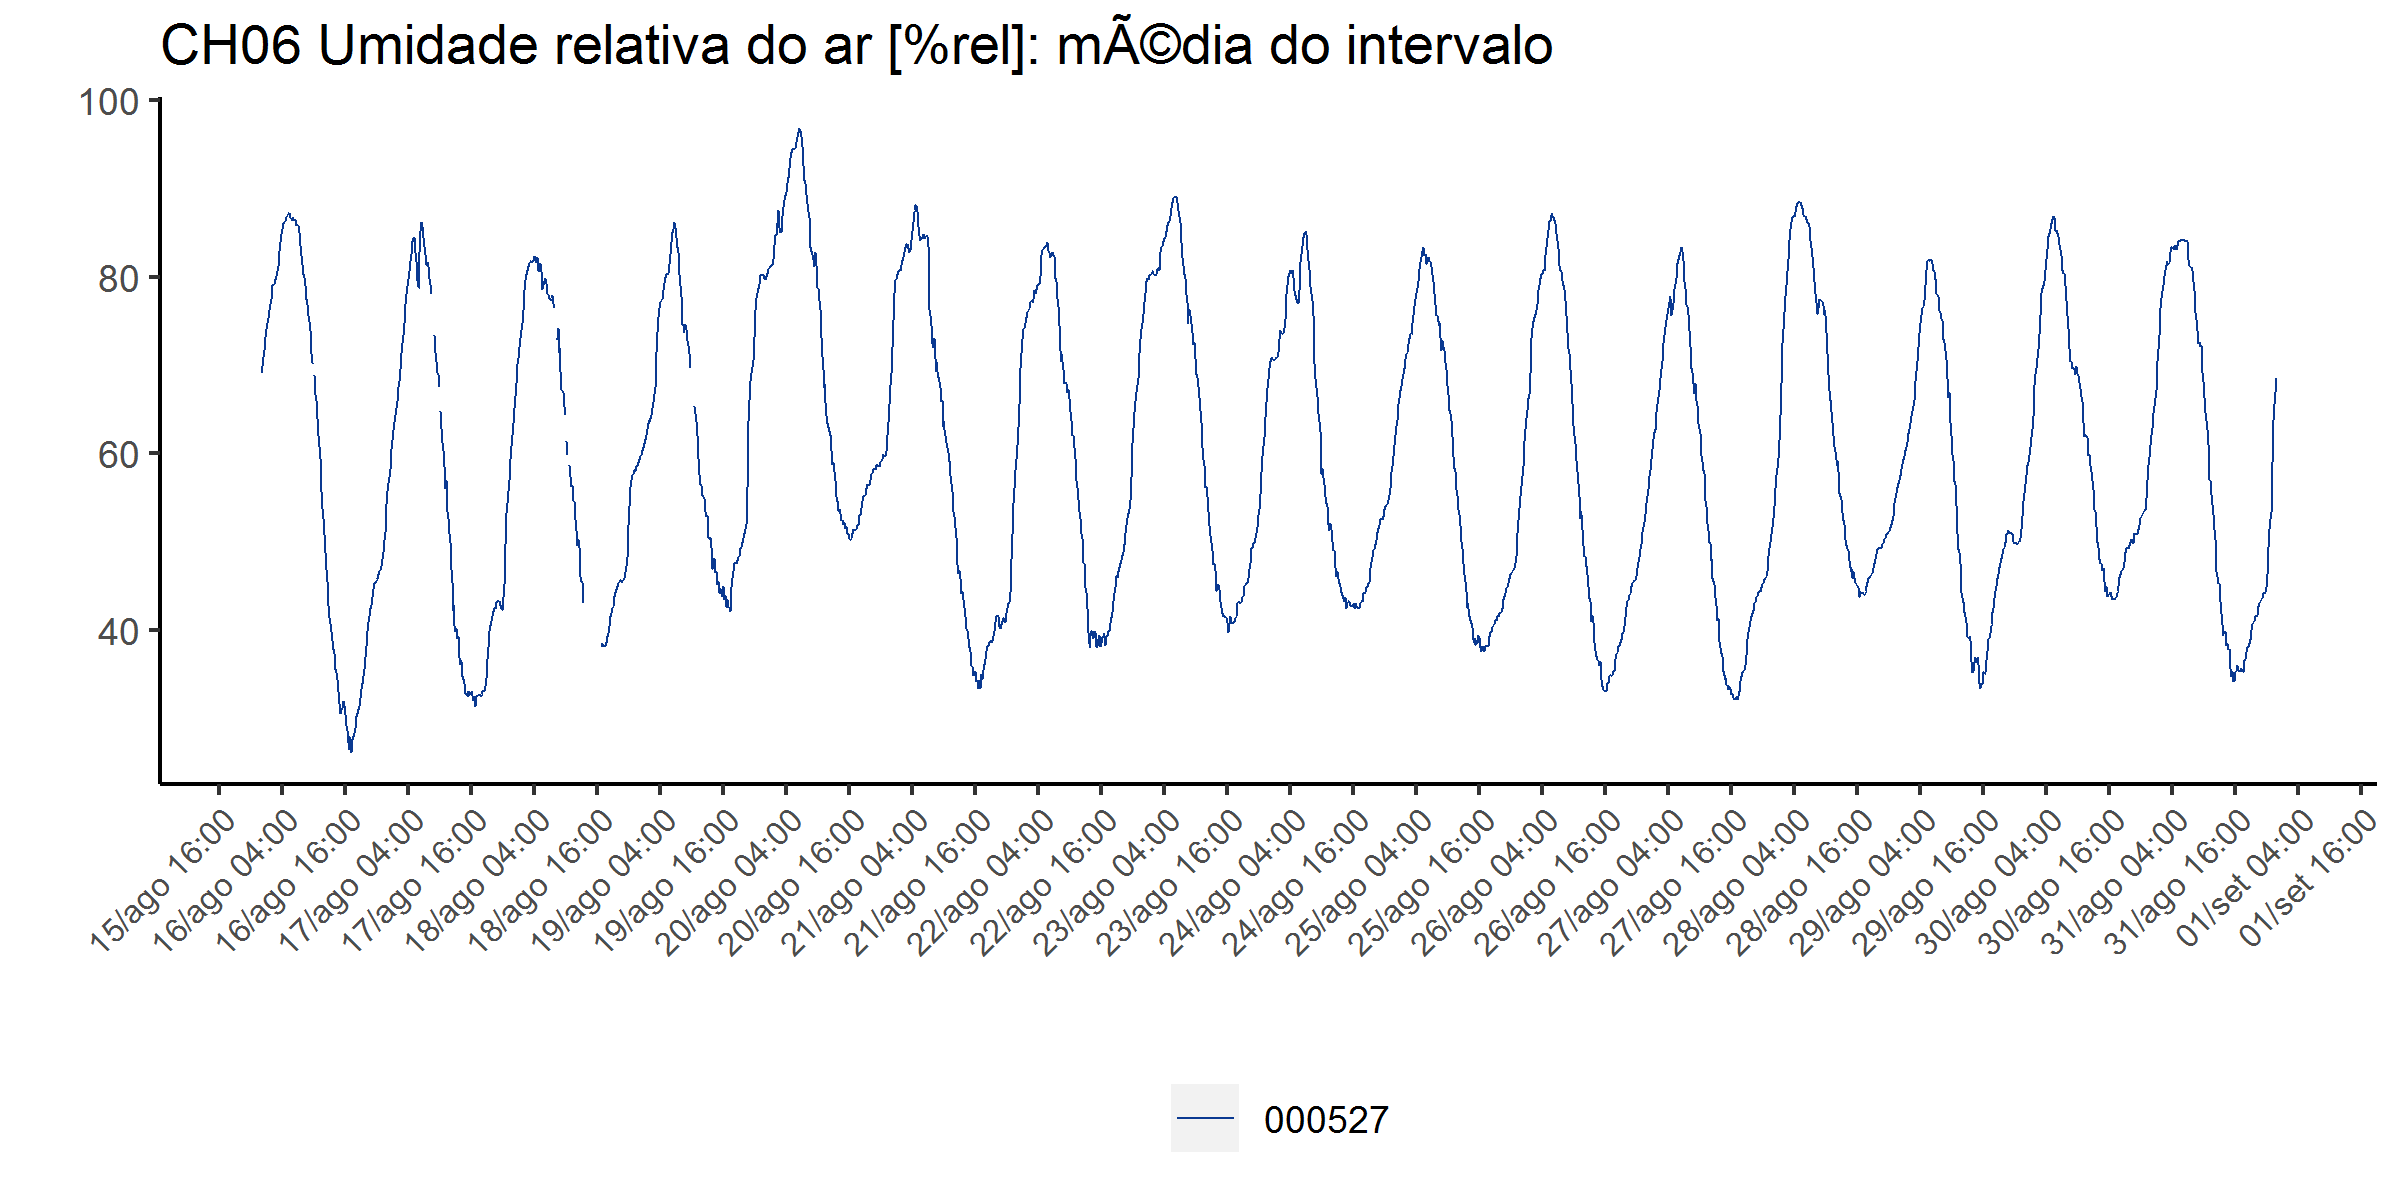 CH06 Umidade relativa do ar [%rel]: mÃ©dia do intervalo
100
80
60
40
15/ago 16:00
16/ago 04:00
16/ago 16:00
17/ago 04:00
17/ago 16:00
18/ago 04:00
18/ago 16:00
19/ago 04:00
19/ago 16:00
20/ago 04:00
20/ago 16:00
21/ago 04:00
21/ago 16:00
22/ago 04:00
22/ago 16:00
23/ago 04:00
23/ago 16:00
24/ago 04:00
24/ago 16:00
25/ago 04:00
25/ago 16:00
26/ago 04:00
26/ago 16:00
27/ago 04:00
27/ago 16:00
28/ago 04:00
28/ago 16:00
29/ago 04:00
29/ago 16:00
30/ago 04:00
30/ago 16:00
31/ago 04:00
31/ago 16:00
01/set 04:00
01/set 16:00
000527